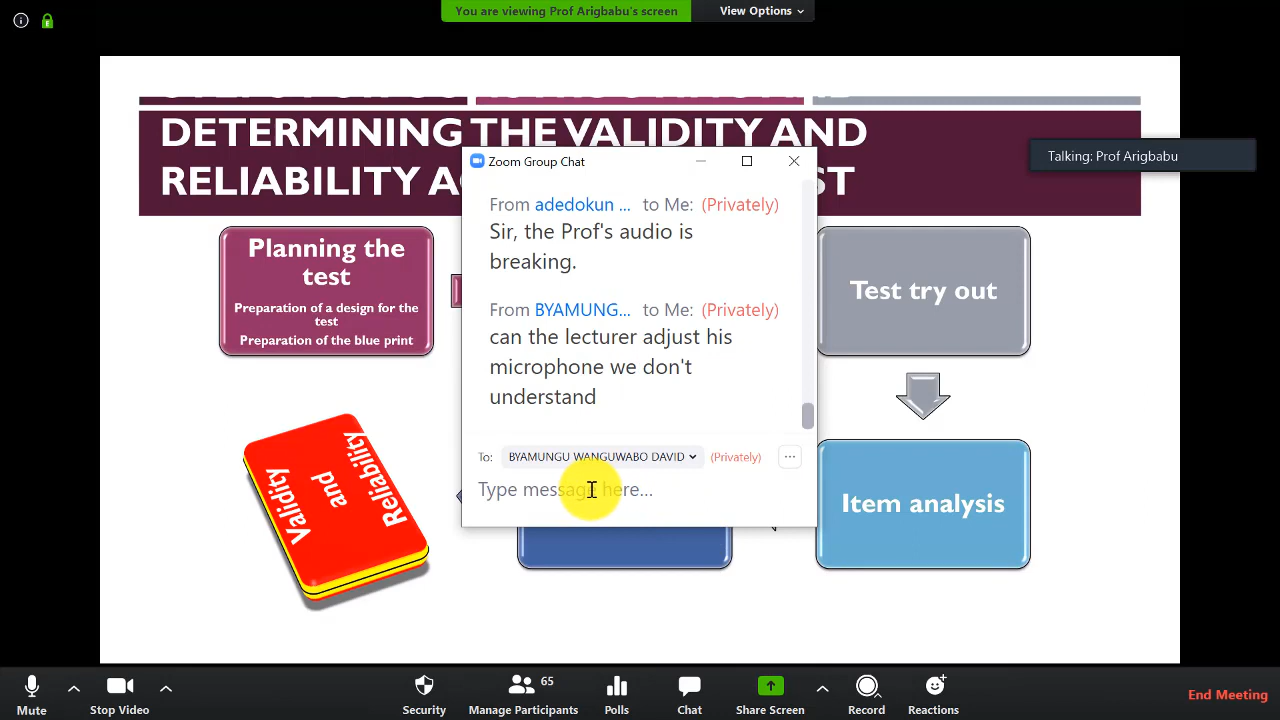 You are viewing Prof Arigbabu's screen
View Options
DETERMINING THE VALIDITY AND
RELIABILITY
ST
Talking: Prof Arigbabu
Planning the
test
Preparation of a design for the
test
Preparation of the blue print
Zoom Group Chat
From adedokun ... to Me: (Privately)
Sir, the Prof's audio is
breaking.
From BYAMUNG... to Me: (Privately)
can the lecturer adjust his
microphone we don't
understand
To: BYAMUNGU WANGUWABO DAVID (Privately)
Type message here...
Test try out
Item analysis
Reliability
and
Validity
Mute
Stop Video
Security
65
Manage Participants
Polls
Chat
Share Screen
Record
Reactions
End Meeting